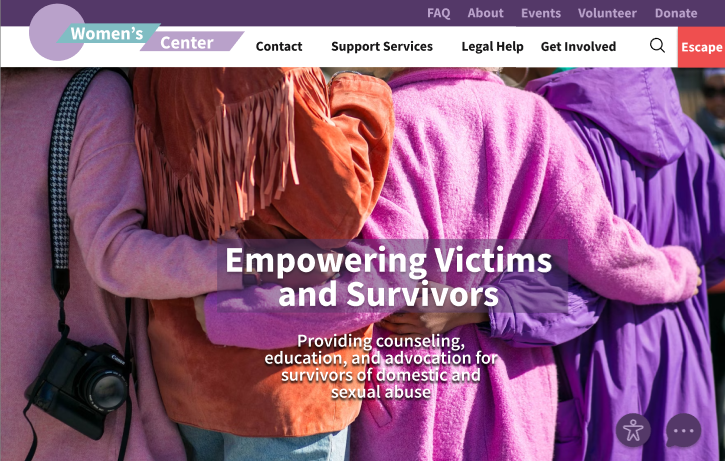 FAQ About Events Volunteer Donate
Women's
Center
Contact Support Services Legal Help Get Involved Escape
Empowering Victims
and Survivors
Providing counseling,
education, and advocation for
survivors of domestic and
sexual abuse
Canon